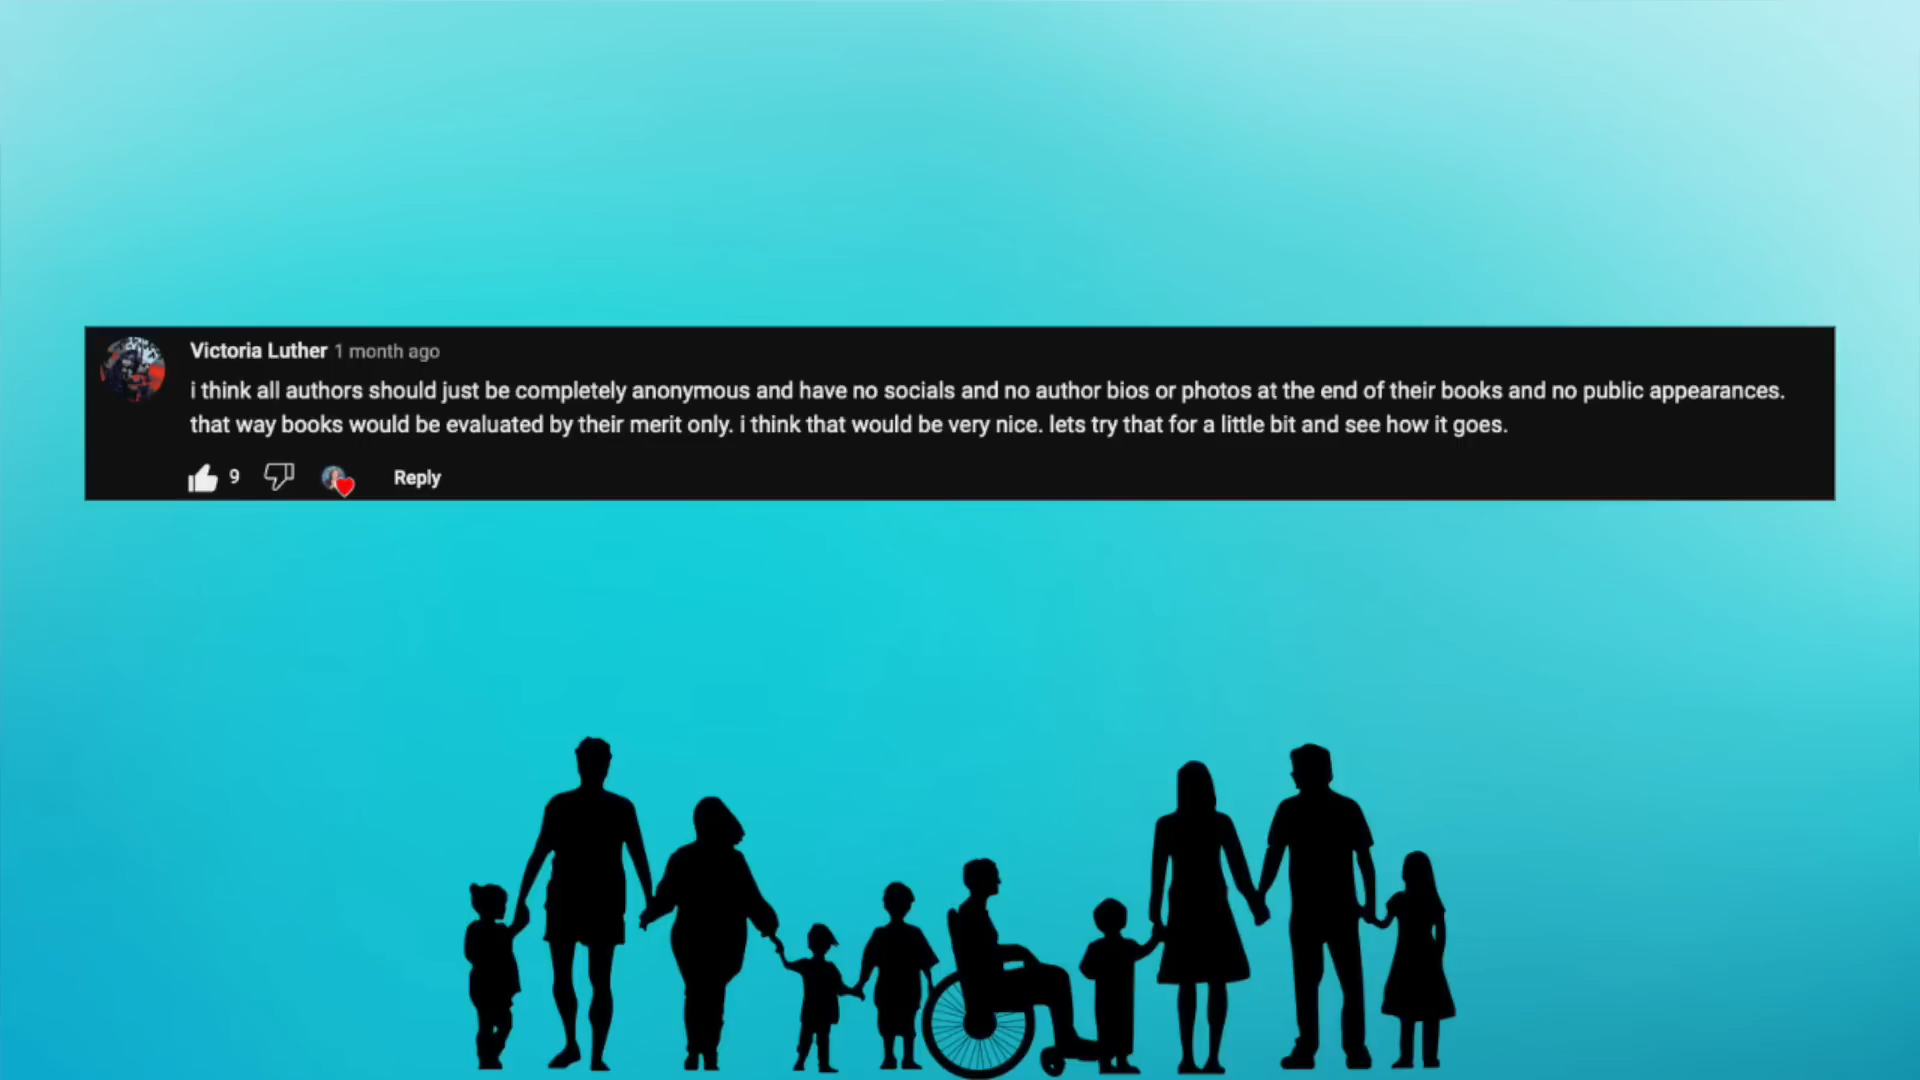 Victoria Luther 1 month ago
i think all authors should just be completely anonymous and have no socials and no author bios or photos at the end of their books and no public appearances.
that way books would be evaluated by their merit only. i think that would be very nice. lets try that for a little bit and see how it goes.
9 Reply